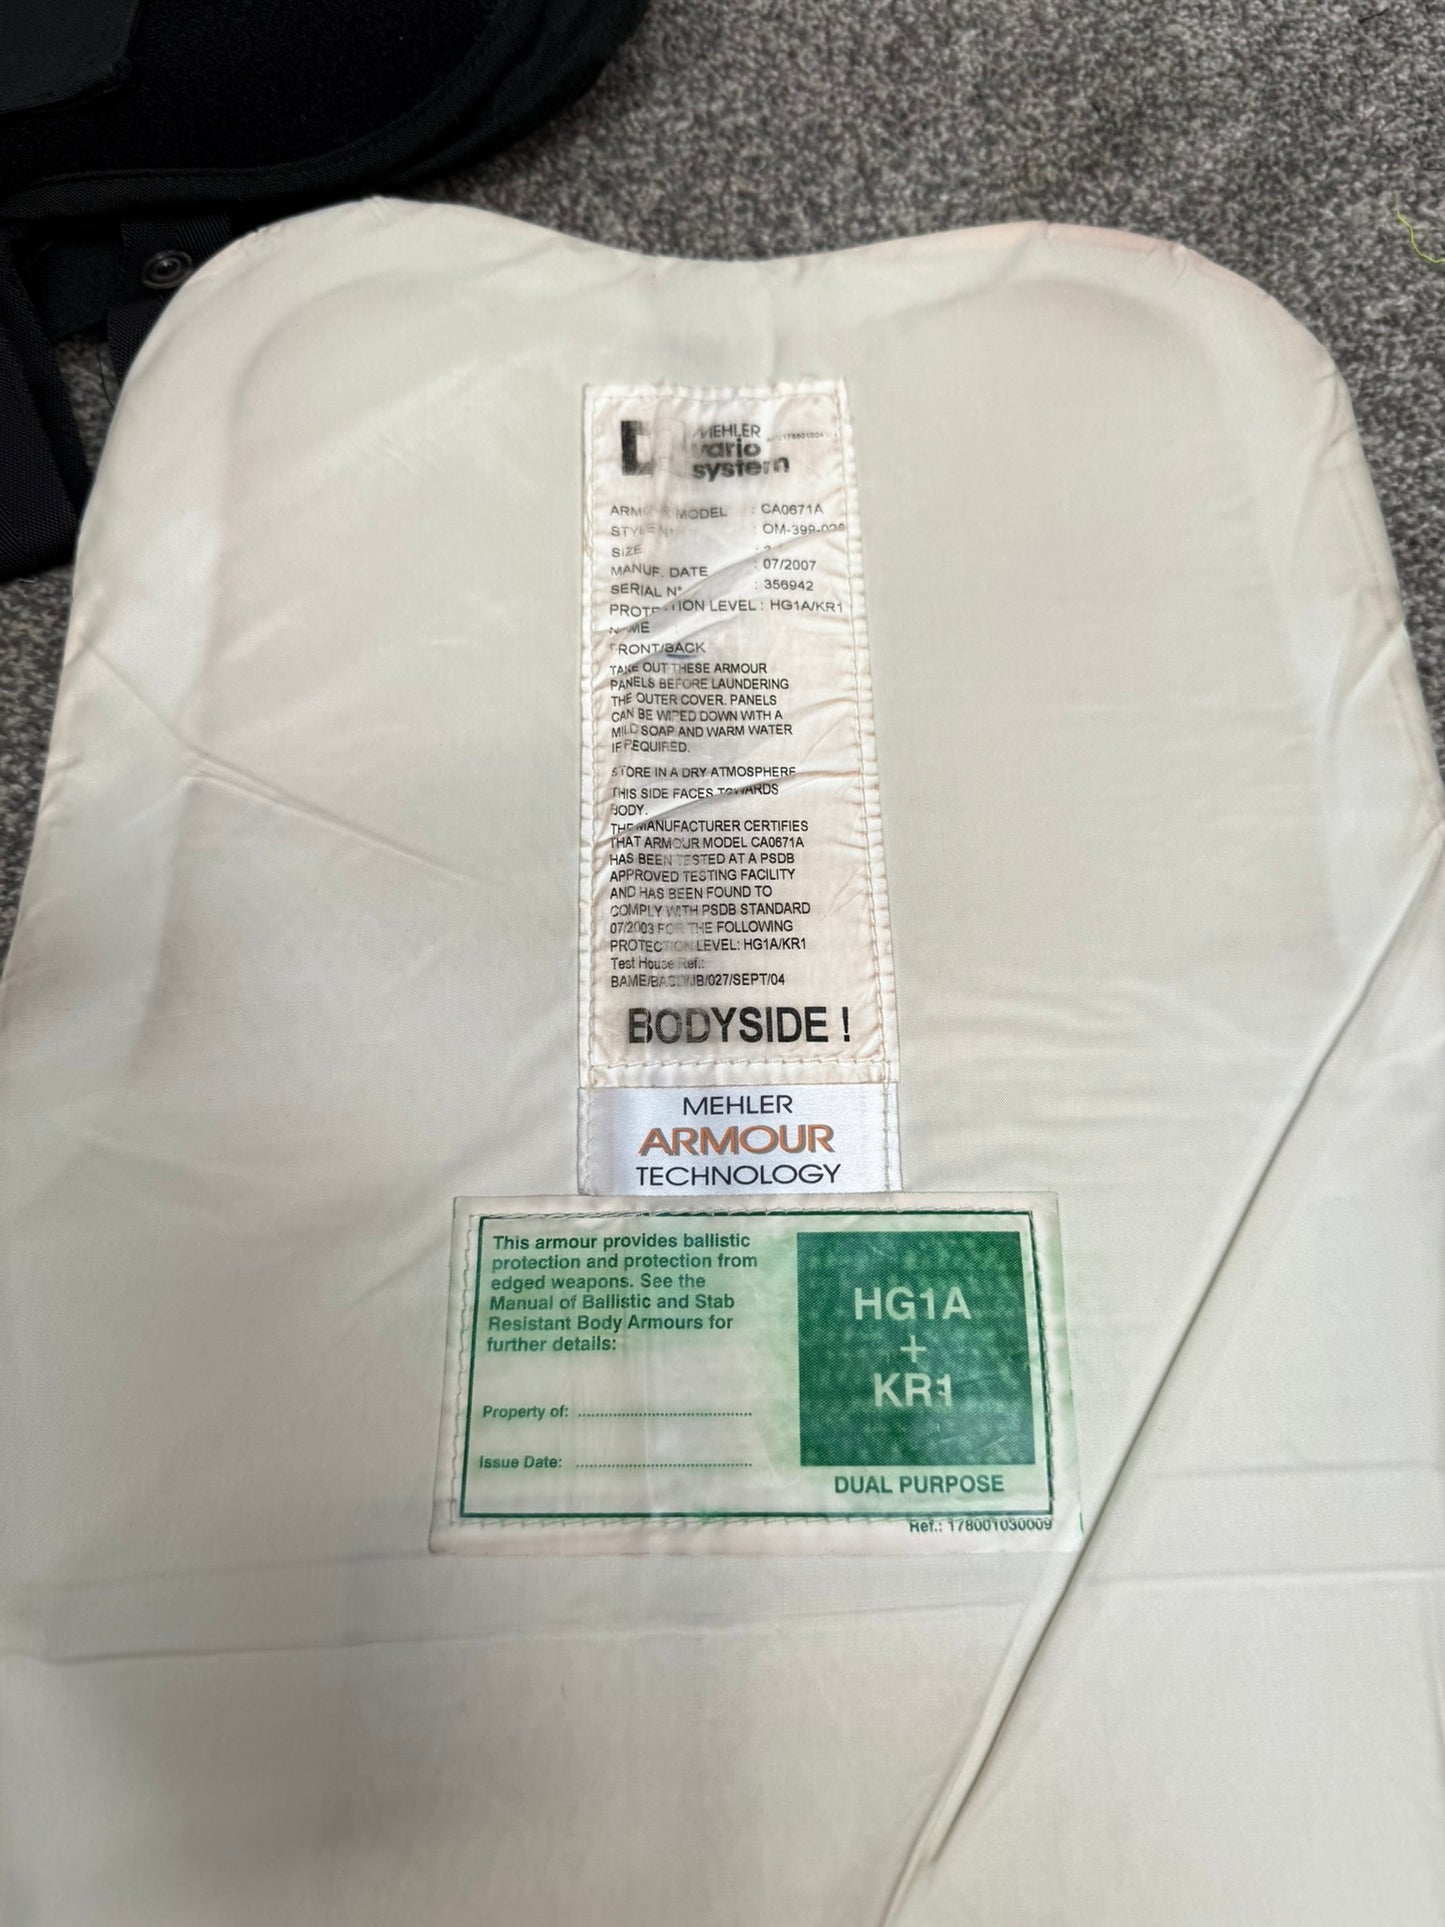 MEHLER
vario
system
ARMOUR MODEL : CA0671A
STYLE N° : OM-399-028
SIZE :
MANUF. DATE : 07/2007
SERIAL N° : 356942
PROTECTION LEVEL : HG1A/KR1
NAME
FRONT/BACK
TAKE OUT THESE ARMOUR
PANELS BEFORE LAUNDERING
THE OUTER COVER. PANELS
CAN BE WIPED DOWN WITH A
MILD SOAP AND WARM WATER
IF REQUIRED.
STORE IN A DRY ATMOSPHERE
THIS SIDE FACES TOWARDS
BODY.
THE MANUFACTURER CERTIFIES
THAT ARMOUR MODEL CA0671A
HAS BEEN TESTED AT A PSDB
APPROVED TESTING FACILITY
AND HAS BEEN FOUND TO
COMPLY WITH PSDB STANDARD
07/2003 FOR THE FOLLOWING
PROTECTION LEVEL: HG1A/KR1
Test House Ref.:
BODYSIDE !
MEHLER
ARMOUR
TECHNOLOGY
This armour provides ballistic
protection and protection from
edged weapons. See the
Manual of Ballistic and Stab
Resistant Body Armours for
further details:
Property of: ........................................
Issue Date: ........................................
HG1A
+
KR1
DUAL PURPOSE
Ref.: 178001030009